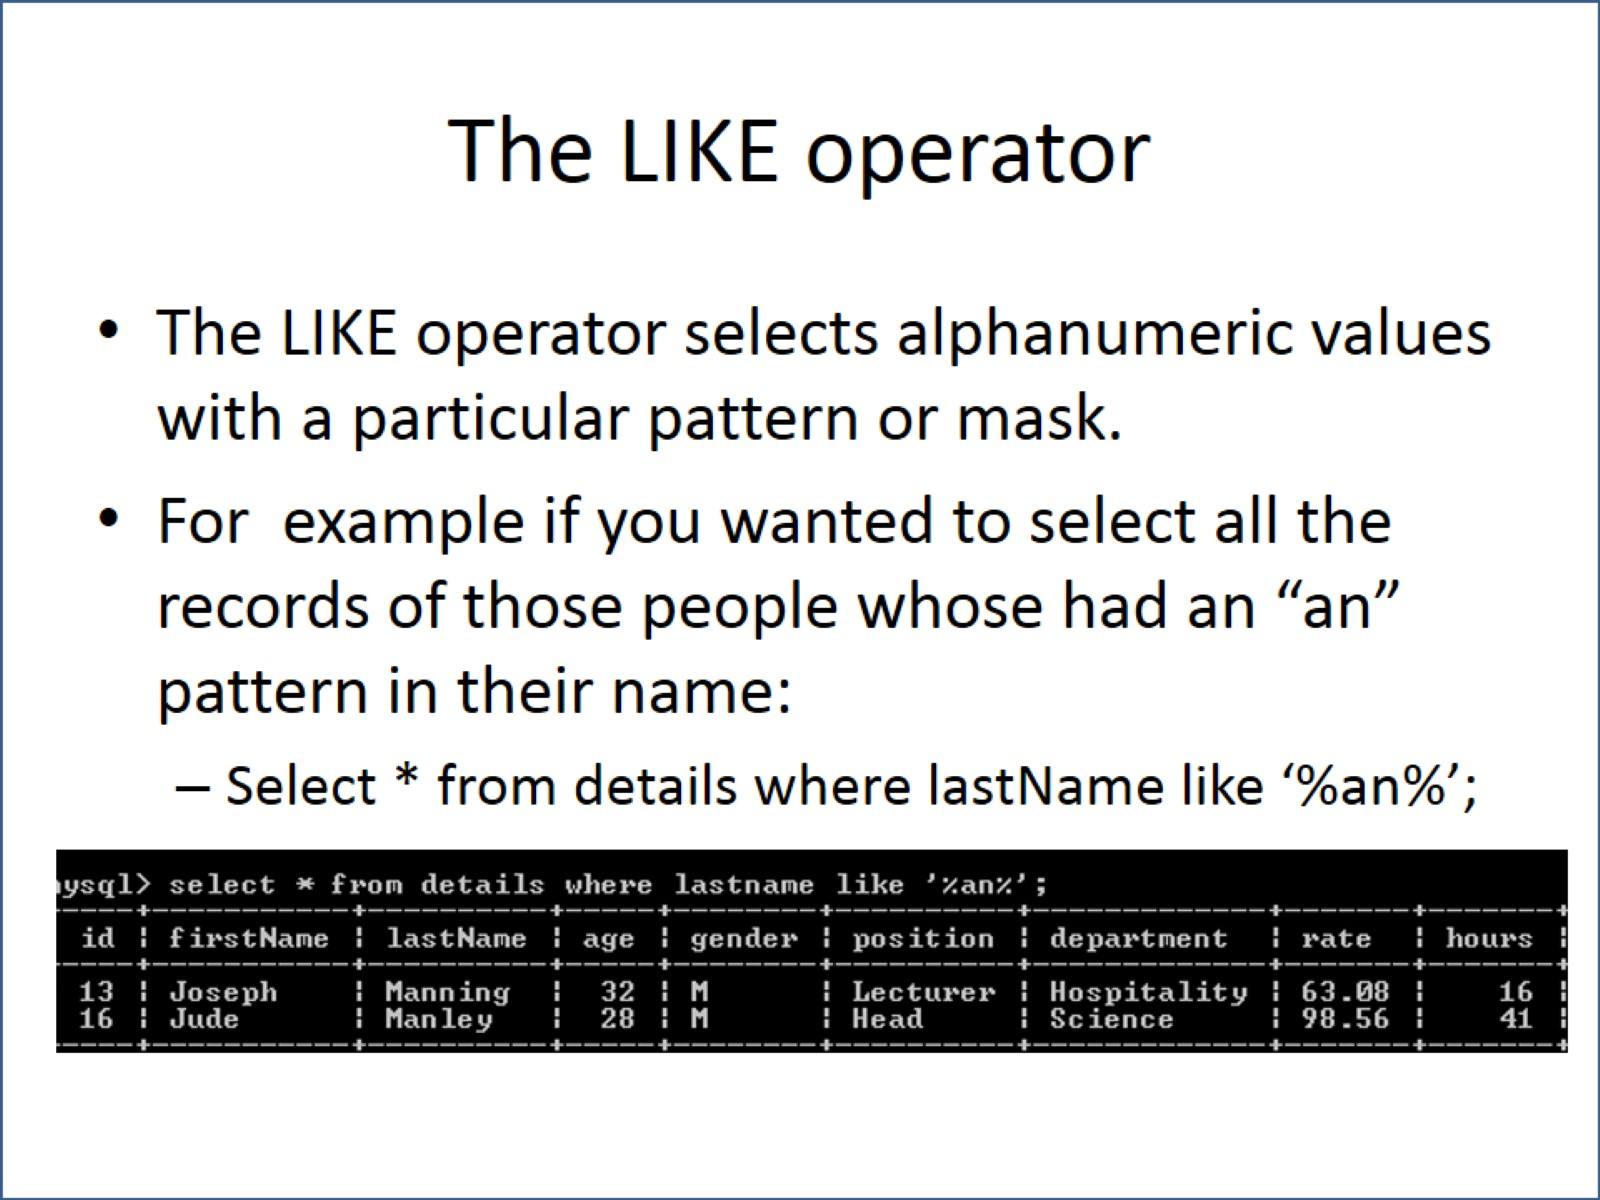 The LIKE operator
• The LIKE operator selects alphanumeric values
with a particular pattern or mask.
• For  example if you wanted to select all the
records of those people whose had an “an”
pattern in their name:
– Select * from details where lastName like ‘%an%’;
mysql> select * from details where lastname like '%an%';
id | firstName | lastName | age | gender | position | department | rate | hours |
13 | Joseph | Manning | 32 | M | Lecturer | Hospitality | 63.08 | 16 |
16 | Jude | Manley | 28 | M | Head | Science | 98.56 | 41 |